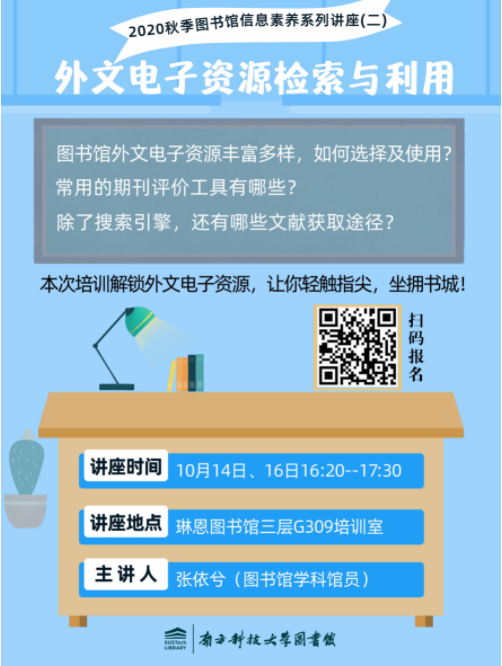 2020秋季图书馆信息素养系列讲座(二)
外文电子资源检索与利用
图书馆外文电子资源丰富多样，如何选择及使用？
常用的期刊评价工具有哪些？
除了搜索引擎，还有哪些文献获取途径？
本次培训解锁外文电子资源，让你轻触指尖，坐拥书城！
扫码报名
讲座时间 10月14日、16日16:20--17:30
讲座地点 琳恩图书馆三层G309培训室
主讲人 张依兮（图书馆学科馆员）
SUSTech
LIBRARY
南方科技大学图书馆